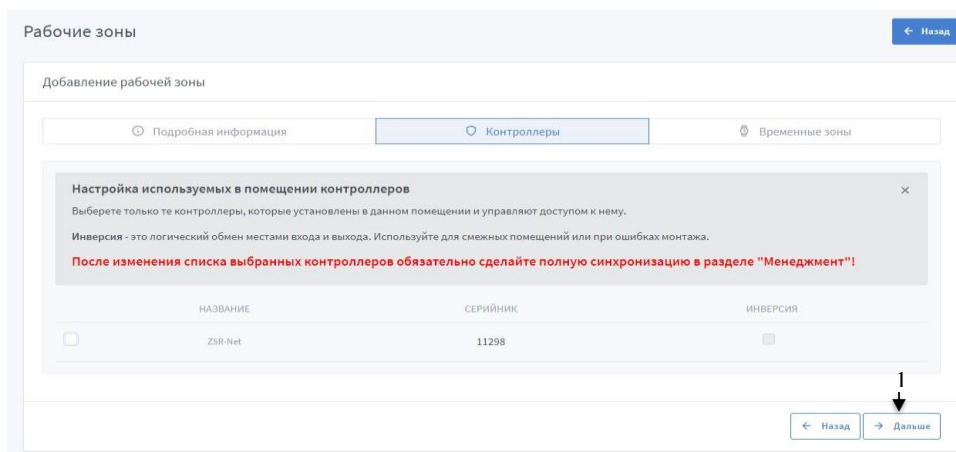 Рабочие зоны
← Назад
Добавление рабочей зоны
Подробная информация
Контроллеры
Временные зоны
Настройка используемых в помещении контроллеров
×
Выберете только те контроллеры, которые установлены в данном помещении и управляют доступом к нему.
Инверсия - это логический обмен местами входа и выхода. Используйте для смежных помещений или при ошибках монтажа.
После изменения списка выбранных контроллеров обязательно сделайте полную синхронизацию в разделе "Менеджмент"!
НАЗВАНИЕ СЕРИЙНИК ИНВЕРСИЯ
ZSR-Net 11298
1
← Назад → Дальше